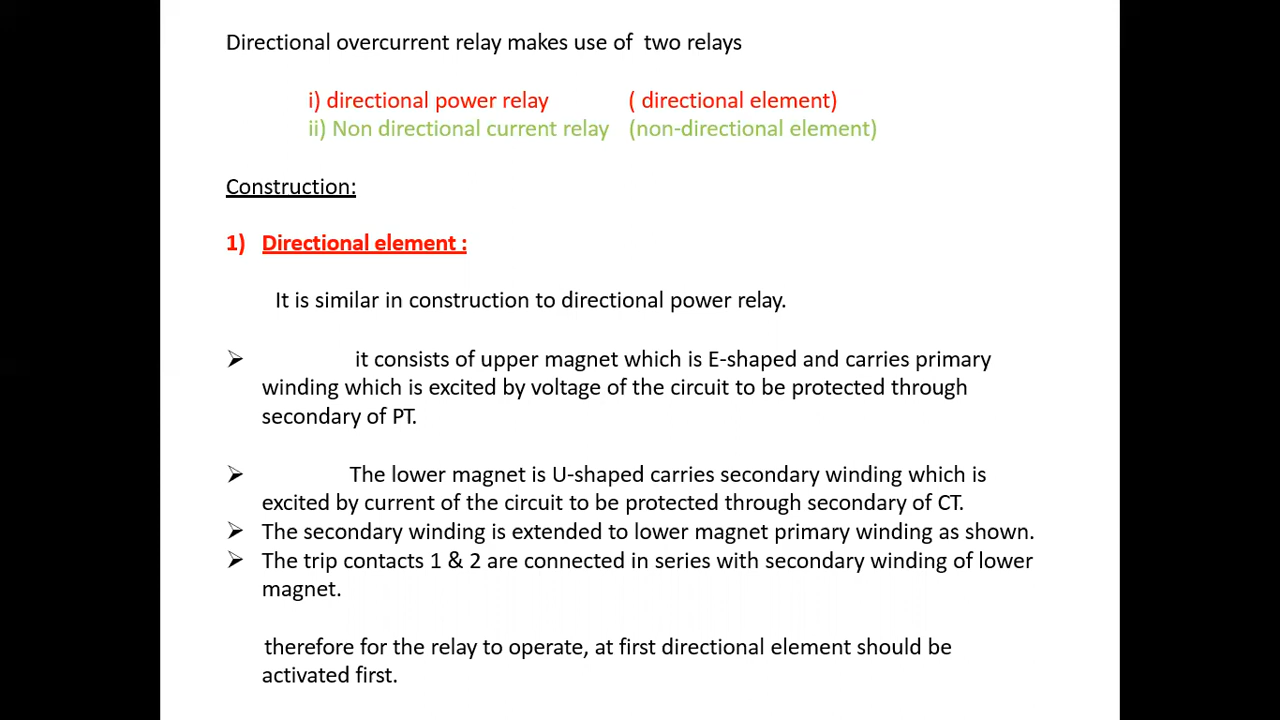 Directional overcurrent relay makes use of two relays
i) directional power relay ( directional element)
ii) Non directional current relay (non-directional element)
Construction:
1) Directional element :
It is similar in construction to directional power relay.
➢ it consists of upper magnet which is E-shaped and carries primary
winding which is excited by voltage of the circuit to be protected through
secondary of PT.
➢ The lower magnet is U-shaped carries secondary winding which is
excited by current of the circuit to be protected through secondary of CT.
➢ The secondary winding is extended to lower magnet primary winding as shown.
➢ The trip contacts 1 & 2 are connected in series with secondary winding of lower
magnet.
therefore for the relay to operate, at first directional element should be
activated first.